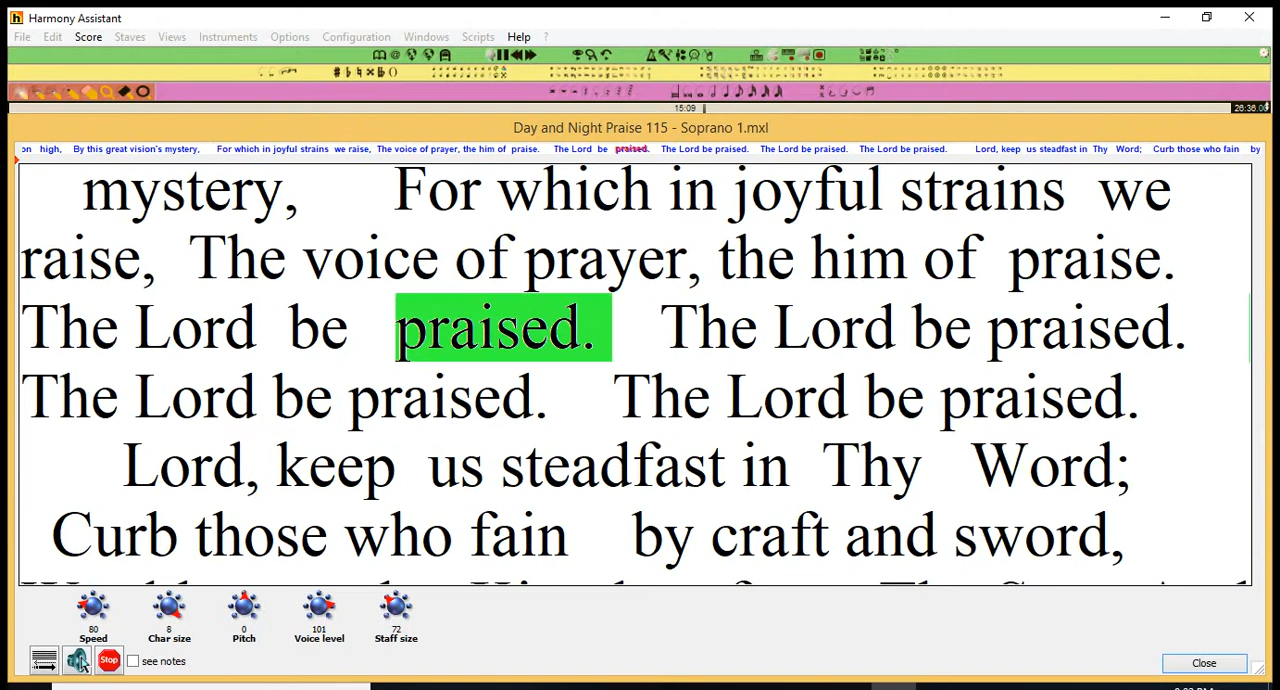 Harmony Assistant
File Edit Score Staves Views Instruments Options Configuration Windows Scripts Help ?
15:09
26:36.00
Day and Night Praise 115 - Soprano 1.mxl
on high, By this great vision's mystery, For which in joyful strains we raise, The voice of prayer, the him of praise. The Lord be praised. The Lord be praised. The Lord be praised. The Lord be praised. Lord, keep us steadfast in Thy Word; Curb those who fain by
mystery, For which in joyful strains we
raise, The voice of prayer, the him of praise.
The Lord be praised. The Lord be praised.
The Lord be praised. The Lord be praised.
Lord, keep us steadfast in Thy Word;
Curb those who fain by craft and sword,
80 8 0 101 72
Speed Char size Pitch Voice level Staff size
Stop see notes
Close